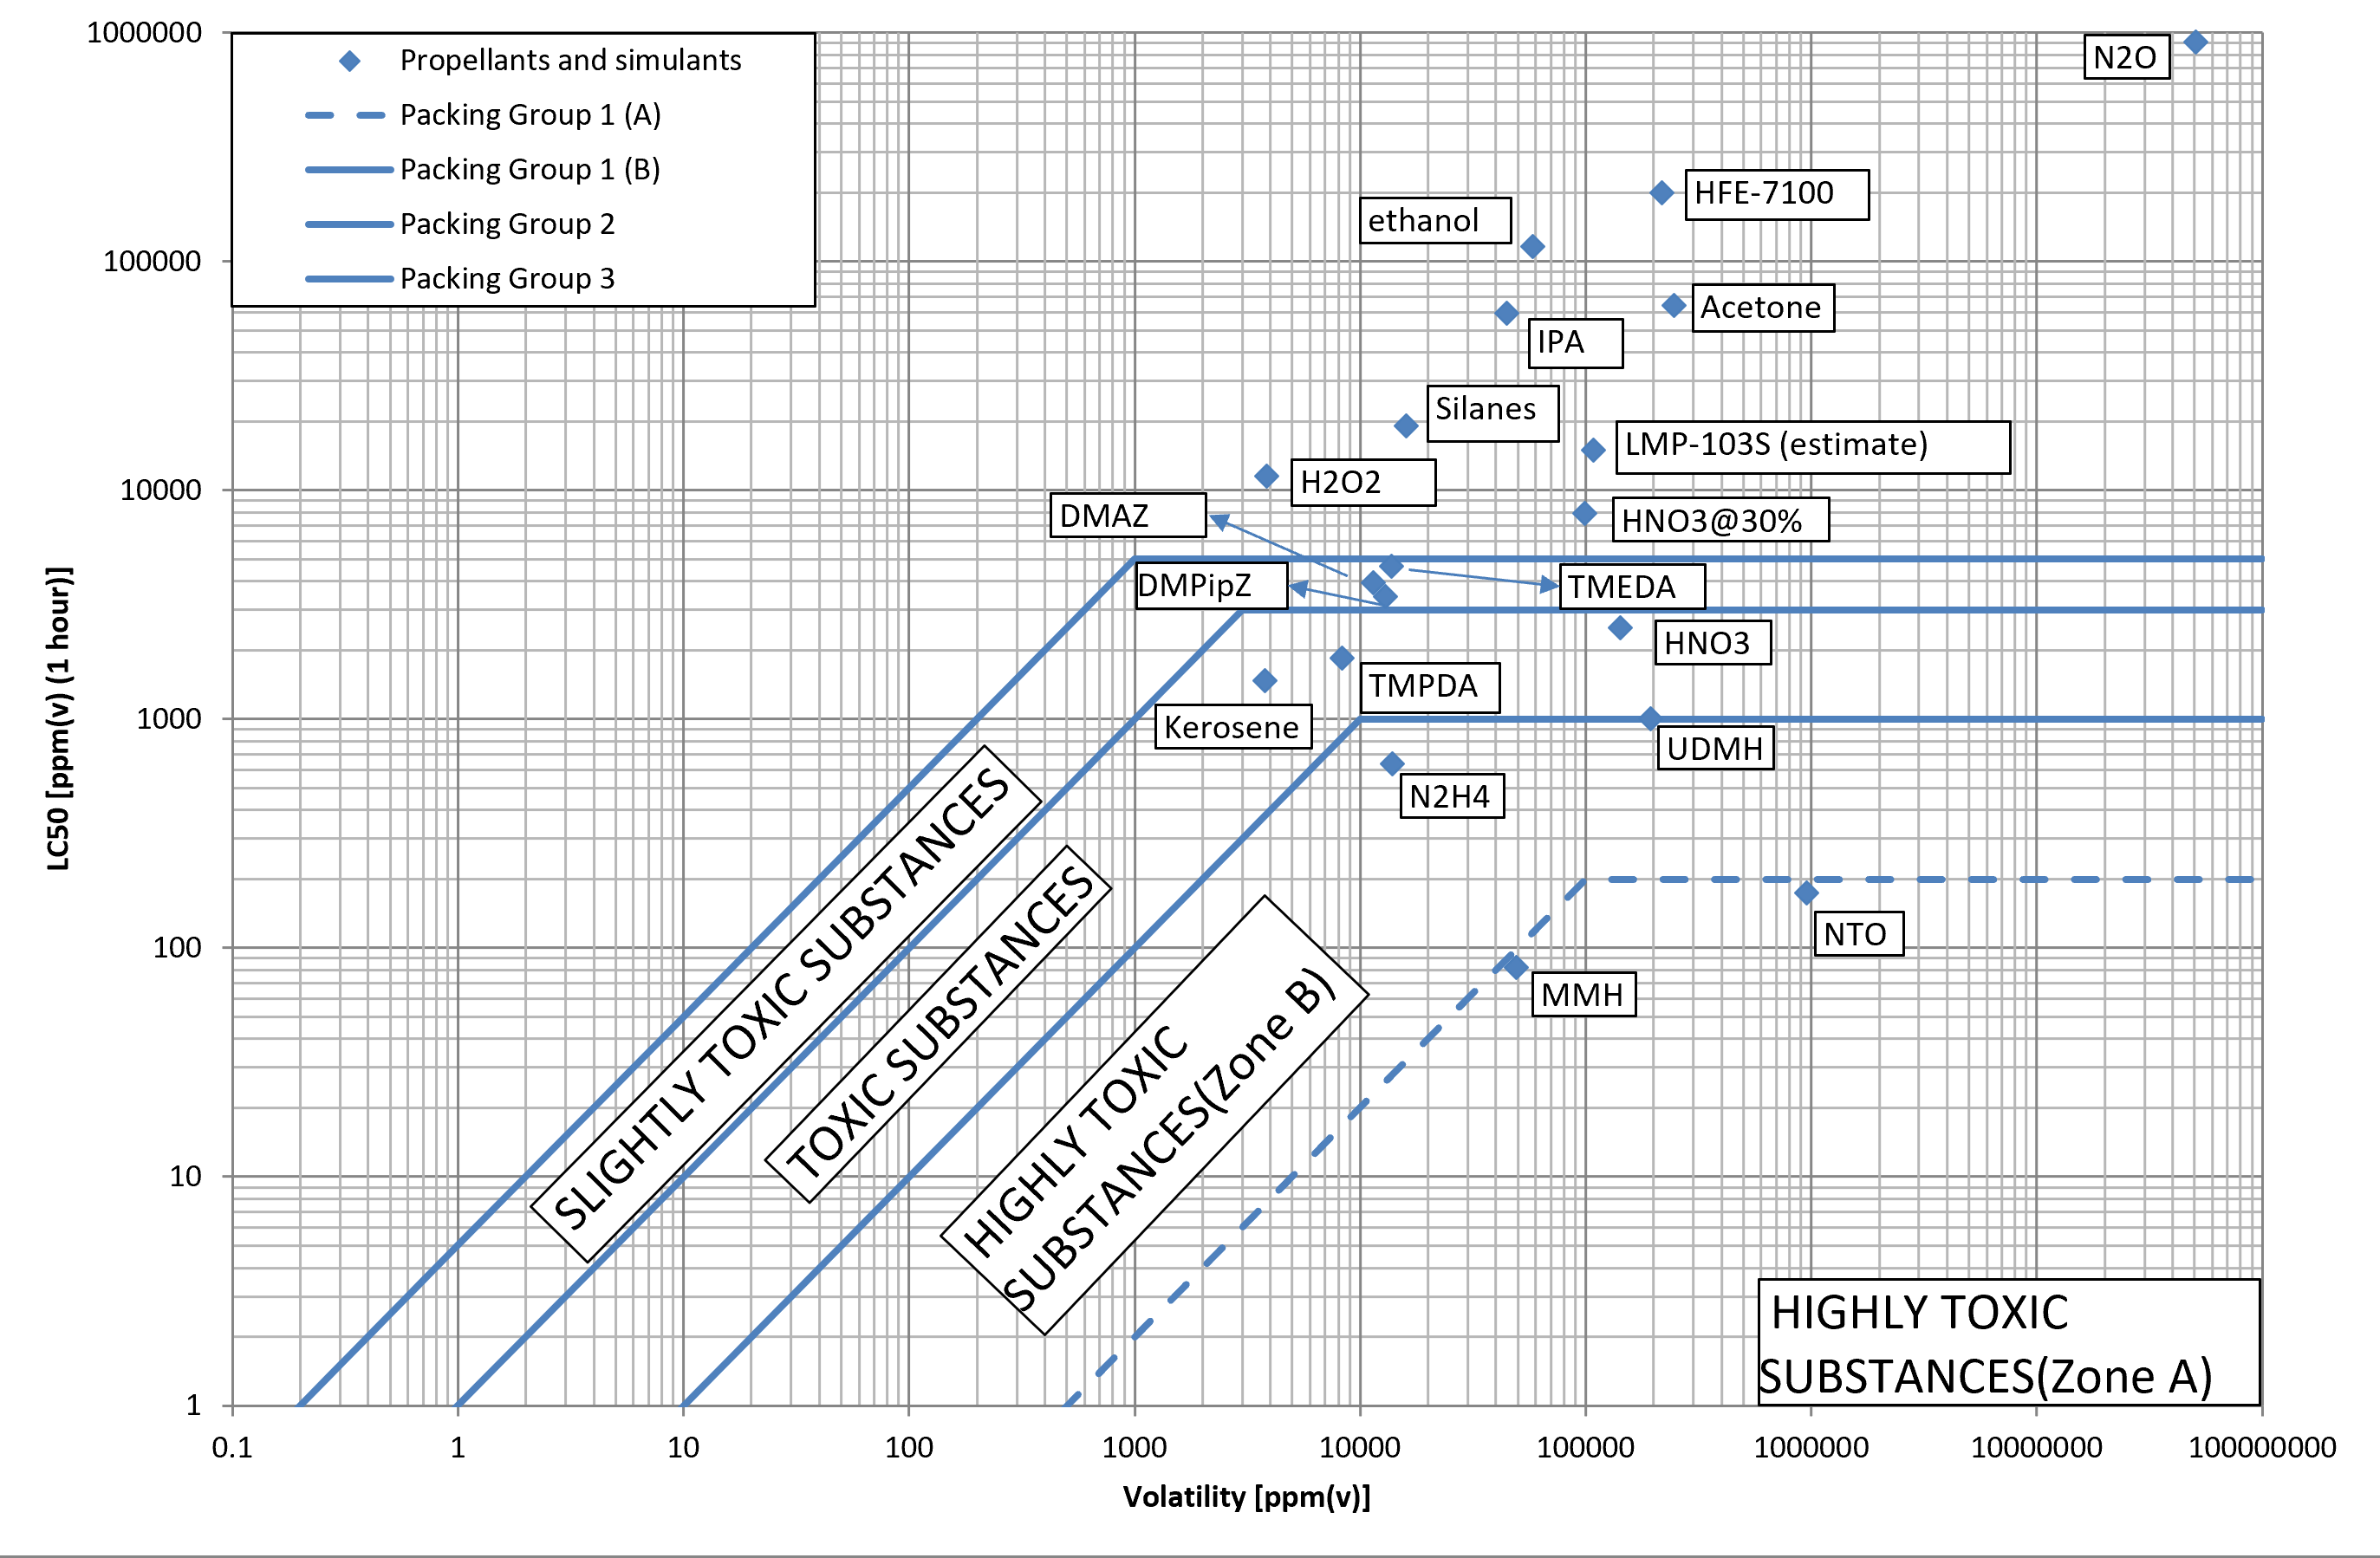 1000000
100000
10000
1000
100
10
1
LC50 [ppm(v) (1 hour)]
Propellants and simulants
Packing Group 1 (A)
Packing Group 1 (B)
Packing Group 2
Packing Group 3
N2O
HFE-7100
ethanol
Acetone
IPA
Silanes
LMP-103S (estimate)
H2O2
DMAZ
HNO3@30%
DMPipZ
TMEDA
HNO3
TMPDA
Kerosene
UDMH
N2H4
NTO
MMH
SLIGHTLY TOXIC SUBSTANCES
TOXIC SUBSTANCES
HIGHLY TOXIC
SUBSTANCES(Zone B)
HIGHLY TOXIC
SUBSTANCES(Zone A)
0.1
1
10
100
1000
10000
100000
1000000
10000000
100000000
Volatility [ppm(v)]